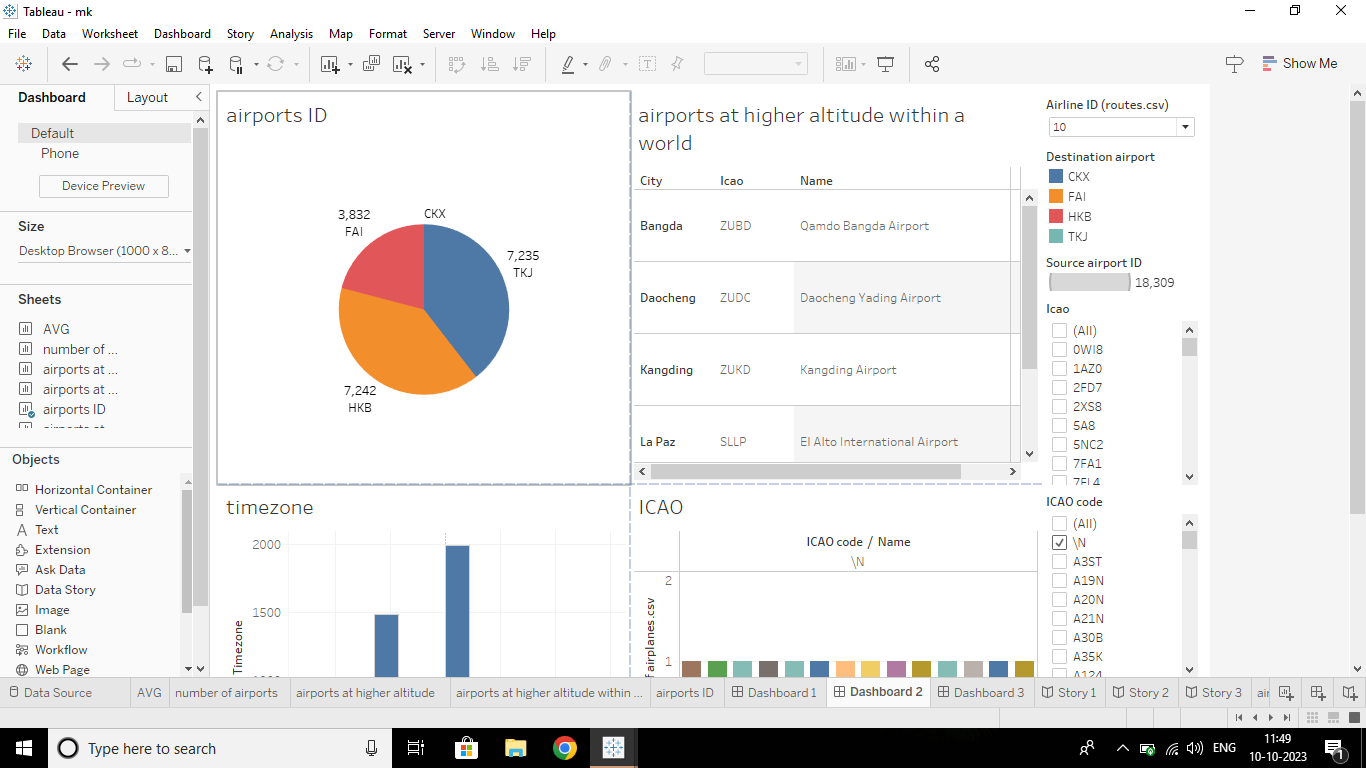 Tableau - mk
File Data Worksheet Dashboard Story Analysis Map Format Server Window Help
Show Me
Dashboard Layout
Default
Phone
Device Preview
Size
Desktop Browser (1000 x 8...
Sheets
AVG
number of ...
airports at ...
airports at ...
airports ID
Objects
Horizontal Container
Vertical Container
Text
Extension
Ask Data
Data Story
Image
Blank
Workflow
Web Page
airports ID
3,832
FAI
CKX
7,235
TKJ
7,242
HKB
airports at higher altitude within a
world
City Icao Name
Bangda ZUBD Qamdo Bangda Airport
Daocheng ZUDC Daocheng Yading Airport
Kangding ZUKD Kangding Airport
La Paz SLLP El Alto International Airport
timezone
2000
1500
Timezone
ICAO
ICAO code / Name
\N
2
1
f airplanes.csv
Airline ID (routes.csv)
10
Destination airport
CKX
FAI
HKB
TKJ
Source airport ID
18,309
Icao
(All)
0WI8
1AZ0
2FD7
2XS8
5A8
5NC2
7FA1
7FL4
ICAO code
(All)
\N
A3ST
A19N
A20N
A21N
A30B
A35K
A124
Data Source AVG number of airports airports at higher altitude airports at higher altitude within ... airports ID Dashboard 1 Dashboard 2 Dashboard 3 Story 1 Story 2 Story 3 air
Type here to search
ENG
11:49
10-10-2023
1